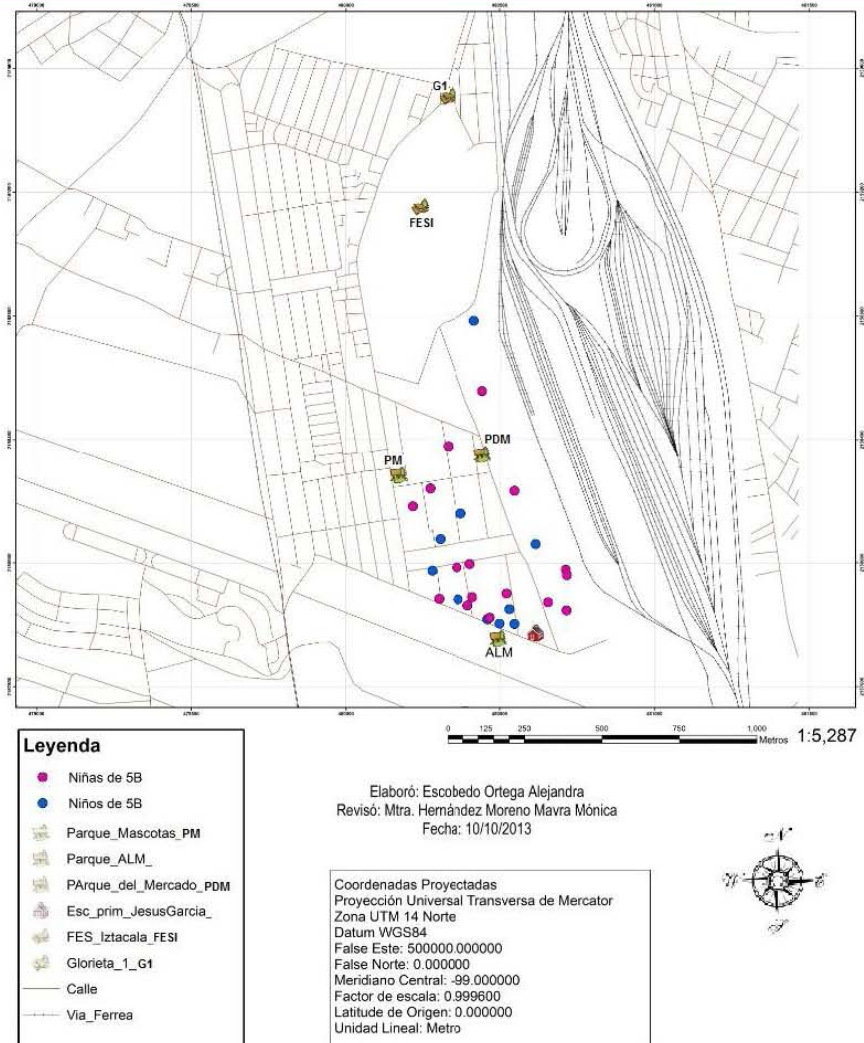 G1
FESI
PDM
PM
ALM
0 125 250 500 750 1,000
Metros 1:5,287
Leyenda
Niñas de 5B
Niños de 5B
Parque_Mascotas_PM
Parque_ALM_
PArque_del_Mercado_PDM
Esc_prim_JesusGarcia_
FES_Iztacala_FESI
Glorieta_1_G1
Calle
Via_Ferrea
Elaboró: Escobedo Ortega Alejandra
Revisó: Mtra. Hernández Moreno Mavra Mónica
Fecha: 10/10/2013
Coordenadas Proyectadas
Proyección Universal Transversa de Mercator
Zona UTM 14 Norte
Datum WGS84
False Este: 500000.000000
False Norte: 0.000000
Meridiano Central: -99.000000
Factor de escala: 0.999600
Latitude de Origen: 0.000000
Unidad Lineal: Metro